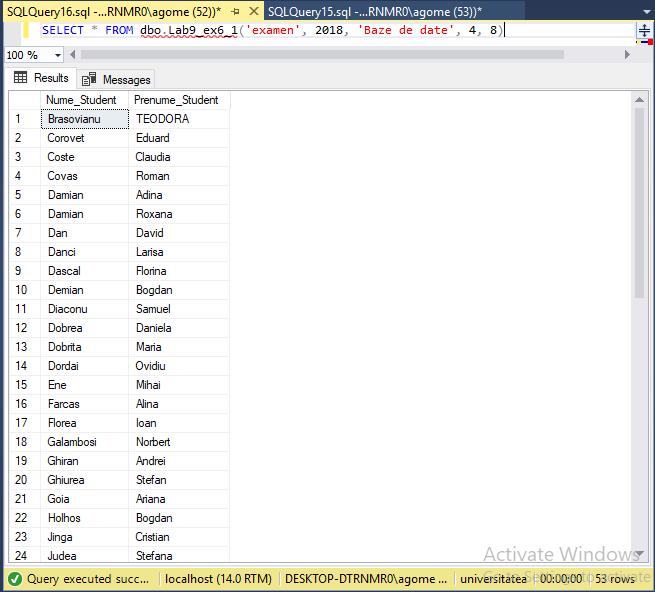 SQLQuery16.sql -...RNMR0\agome (52))* SQLQuery15.sql -...RNMR0\agome (53))*
SELECT * FROM dbo.Lab9_ex6_1('examen', 2018, 'Baze de date', 4, 8)
100 %
Results Messages
Nume_Student Prenume_Student
1 Brasovianu TEODORA
2 Corovet Eduard
3 Coste Claudia
4 Covas Roman
5 Damian Adina
6 Damian Roxana
7 Dan David
8 Danci Larisa
9 Dascal Florina
10 Demian Bogdan
11 Diaconu Samuel
12 Dobrea Daniela
13 Dobrita Maria
14 Dordai Ovidiu
15 Ene Mihai
16 Farcas Alina
17 Florea Ioan
18 Galambosi Norbert
19 Ghiran Andrei
20 Ghiurea Stefan
21 Goia Ariana
22 Holhos Bogdan
23 Jinga Cristian
24 Judea Stefana
Activate Windows
Go to Settings to activate
Query executed succ... localhost (14.0 RTM) DESKTOP-DTRNMR0\agome ... universitatea 00:00:00 53 rows